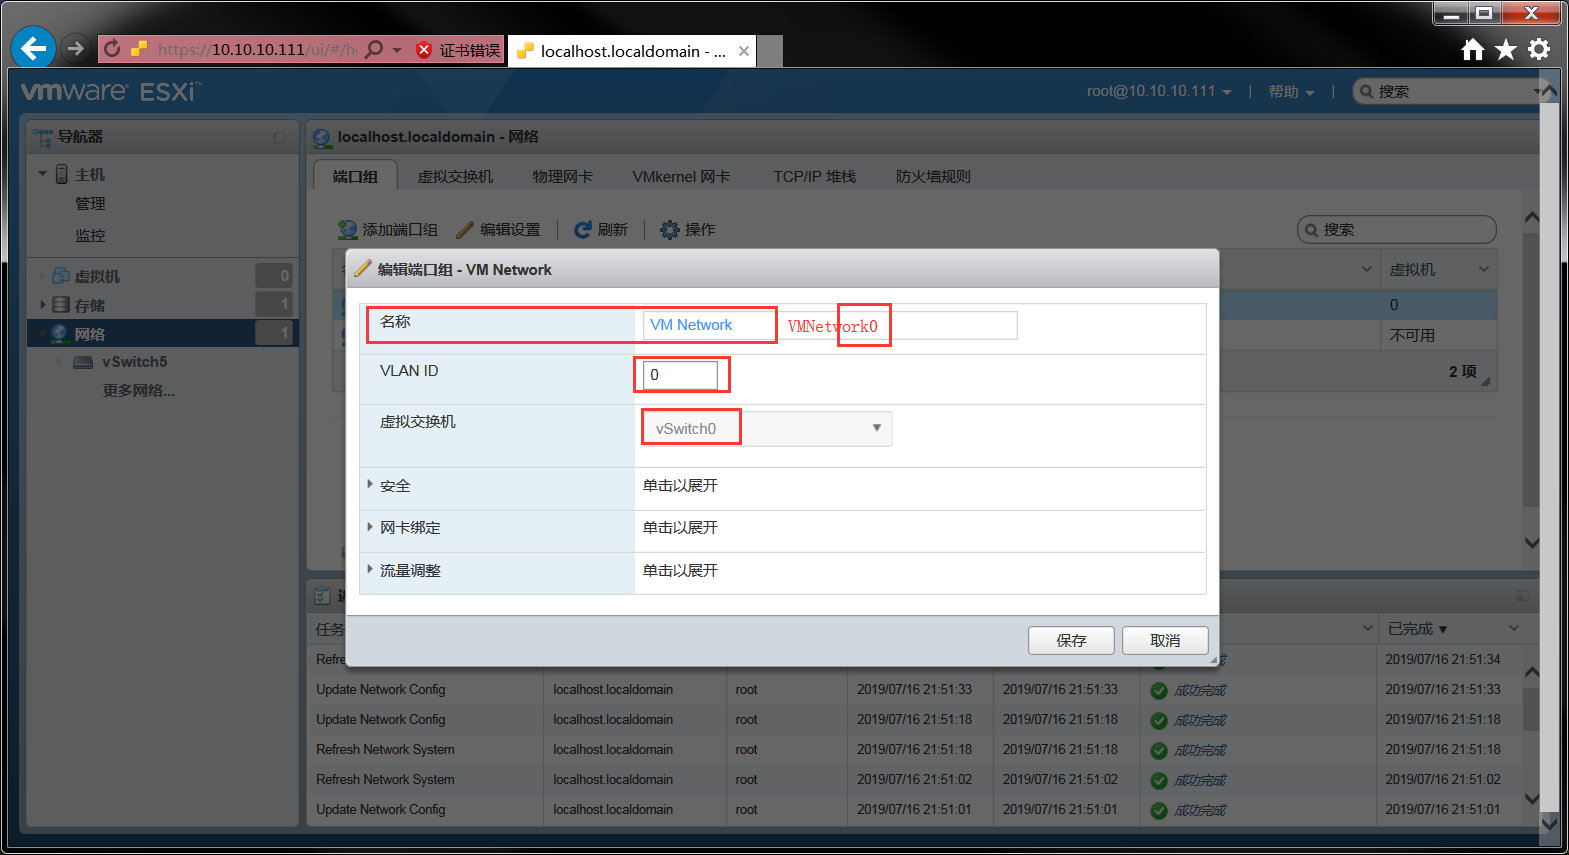 https://10.10.10.111/ui/#/h
证书错误
localhost.localdomain - ...
vmware ESXi™
root@10.10.10.111
帮助
搜索
导航器
主机
管理
监控
虚拟机 0
存储 1
网络 1
vSwitch5
更多网络...
localhost.localdomain - 网络
端口组 虚拟交换机 物理网卡 VMkernel 网卡 TCP/IP 堆栈 防火墙规则
添加端口组 编辑设置 刷新 操作
搜索
虚拟机
0
不可用
2 项
编辑端口组 - VM Network
名称 VM Network VMNetwork0
VLAN ID 0
虚拟交换机 vSwitch0
安全 单击以展开
网卡绑定 单击以展开
流量调整 单击以展开
保存 取消
任务 已完成 ▼
Refre 2019/07/16 21:51:34
Update Network Config localhost.localdomain root 2019/07/16 21:51:33 2019/07/16 21:51:33 成功完成 2019/07/16 21:51:33
Update Network Config localhost.localdomain root 2019/07/16 21:51:18 2019/07/16 21:51:18 成功完成 2019/07/16 21:51:18
Refresh Network System localhost.localdomain root 2019/07/16 21:51:18 2019/07/16 21:51:18 成功完成 2019/07/16 21:51:18
Refresh Network System localhost.localdomain root 2019/07/16 21:51:02 2019/07/16 21:51:02 成功完成 2019/07/16 21:51:02
Update Network Config localhost.localdomain root 2019/07/16 21:51:01 2019/07/16 21:51:01 成功完成 2019/07/16 21:51:01